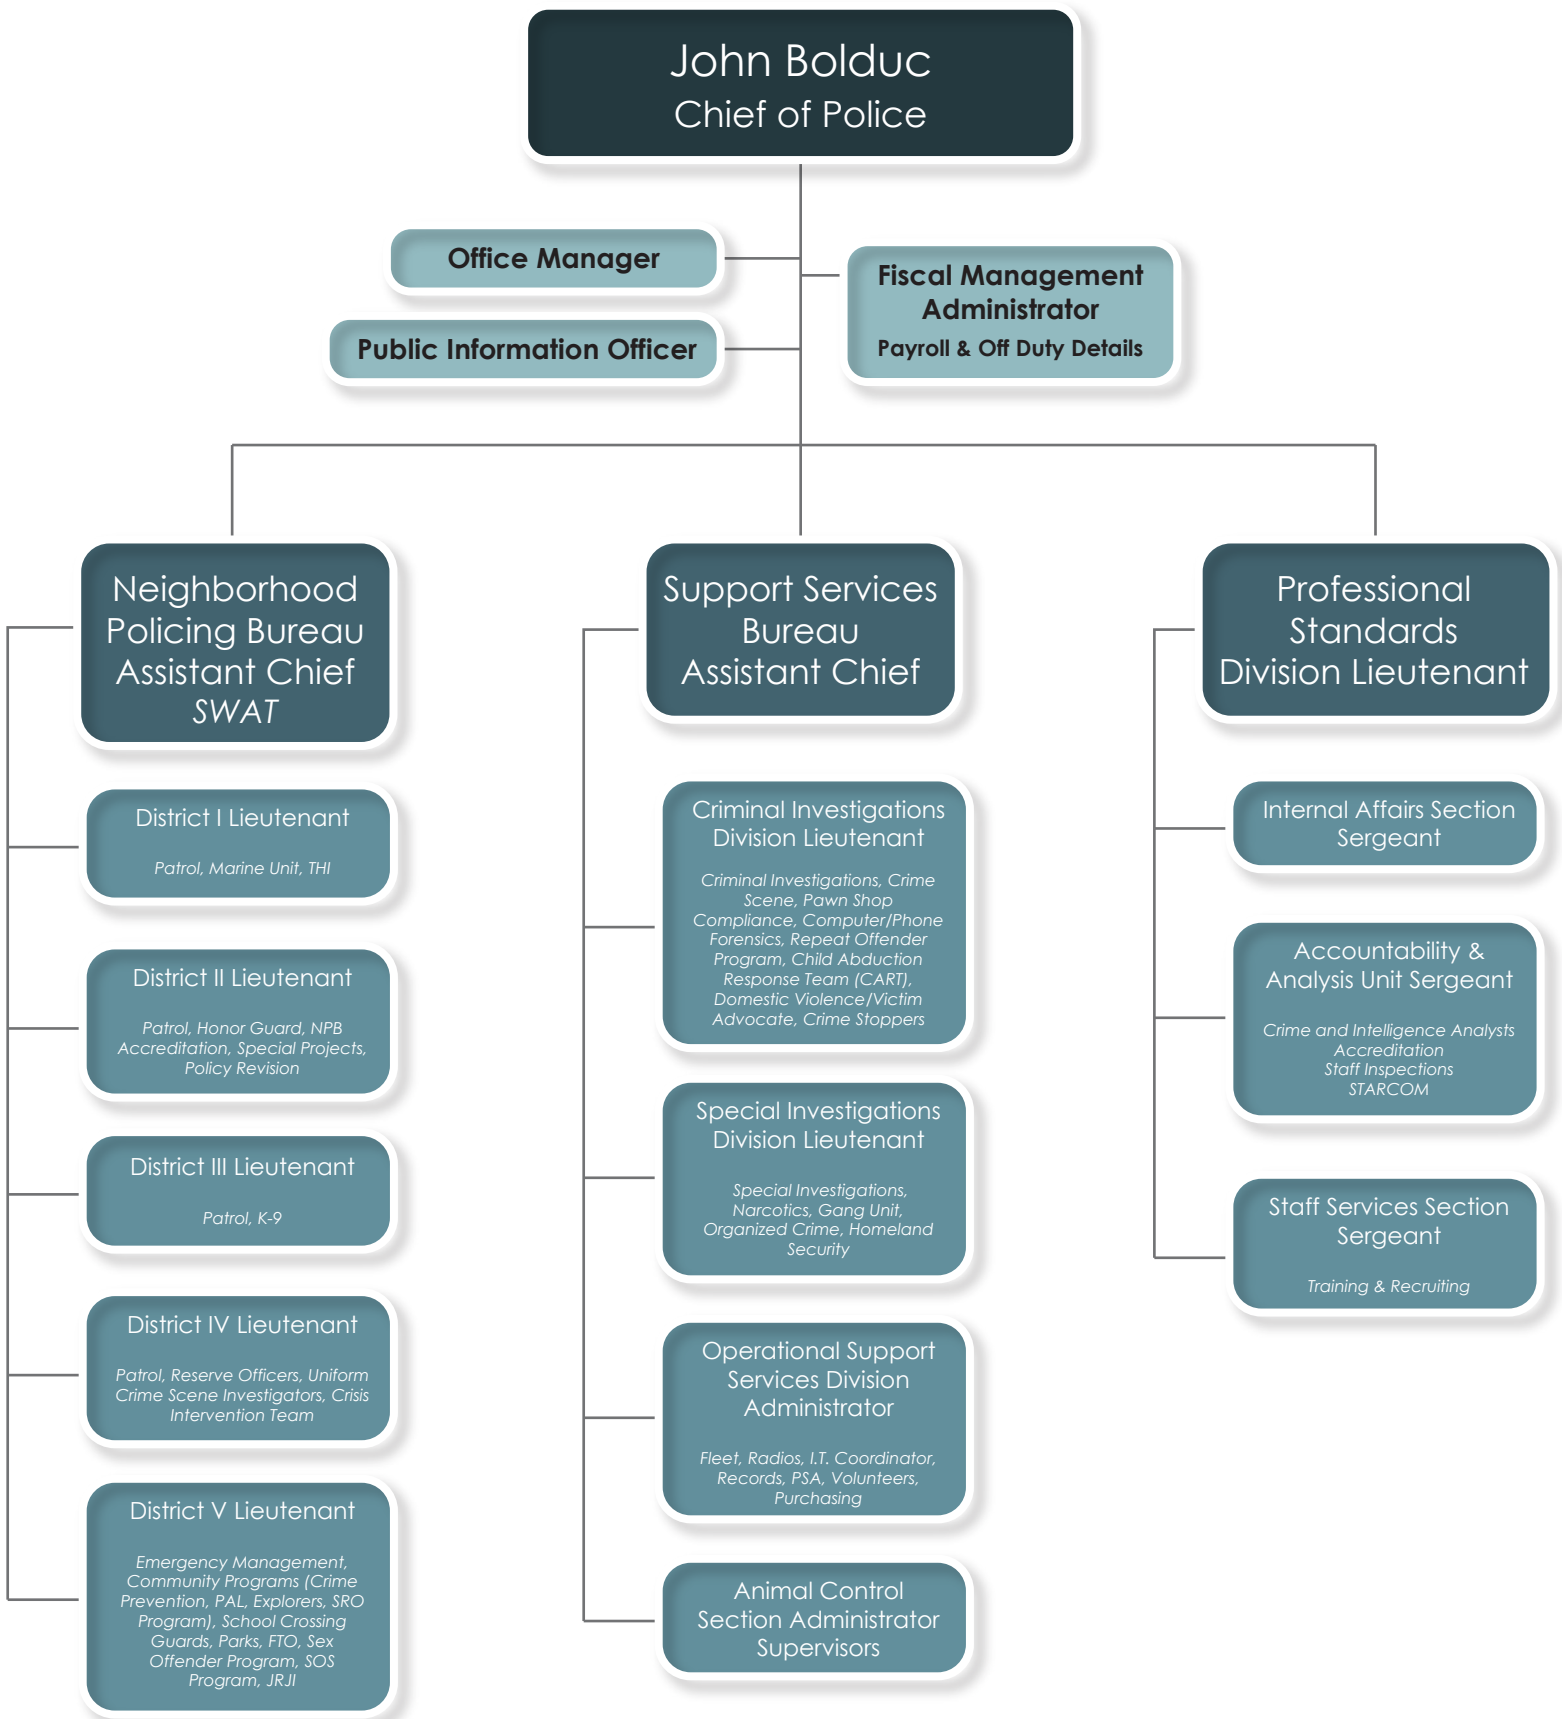 John Bolduc
Chief of Police
Office Manager
Public Information Officer
Fiscal Management
Administrator
Payroll & Off Duty Details
Neighborhood
Policing Bureau
Assistant Chief
SWAT
District I Lieutenant
Patrol, Marine Unit, THI
District II Lieutenant
Patrol, Honor Guard, NPB
Accreditation, Special Projects,
Policy Revision
District III Lieutenant
Patrol, K-9
District IV Lieutenant
Patrol, Reserve Officers, Uniform
Crime Scene Investigators, Crisis
Intervention Team
District V Lieutenant
Emergency Management,
Community Programs (Crime
Prevention, PAL, Explorers, SRO
Program), School Crossing
Guards, Parks, FTO, Sex
Offender Program, SOS
Program, JRJI
Support Services
Bureau
Assistant Chief
Criminal Investigations
Division Lieutenant
Criminal Investigations, Crime
Scene, Pawn Shop
Compliance, Computer/Phone
Forensics, Repeat Offender
Program, Child Abduction
Response Team (CART),
Domestic Violence/Victim
Advocate, Crime Stoppers
Special Investigations
Division Lieutenant
Special Investigations,
Narcotics, Gang Unit,
Organized Crime, Homeland
Security
Operational Support
Services Division
Administrator
Fleet, Radios, I.T. Coordinator,
Records, PSA, Volunteers,
Purchasing
Animal Control
Section Administrator
Supervisors
Professional
Standards
Division Lieutenant
Internal Affairs Section
Sergeant
Accountability &
Analysis Unit Sergeant
Crime and Intelligence Analysts
Accreditation
Staff Inspections
STARCOM
Staff Services Section
Sergeant
Training & Recruiting